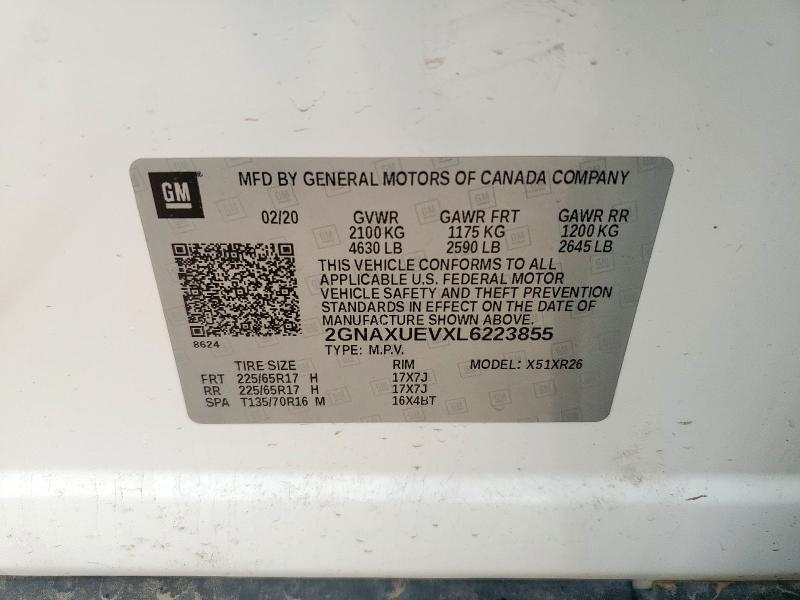 GM
MFD BY GENERAL MOTORS OF CANADA COMPANY
02/20 GVWR GAWR FRT GAWR RR
2100 KG 1175 KG 1200 KG
4630 LB 2590 LB 2645 LB
THIS VEHICLE CONFORMS TO ALL
APPLICABLE U.S. FEDERAL MOTOR
VEHICLE SAFETY AND THEFT PREVENTION
STANDARDS IN EFFECT ON THE DATE OF
MANUFACTURE SHOWN ABOVE.
2GNAXUEVXL6223855
8624
TYPE: M.P.V.
TIRE SIZE RIM MODEL: X51XR26
FRT 225/65R17 H 17X7J
RR 225/65R17 H 17X7J
SPA T135/70R16 M 16X4BT